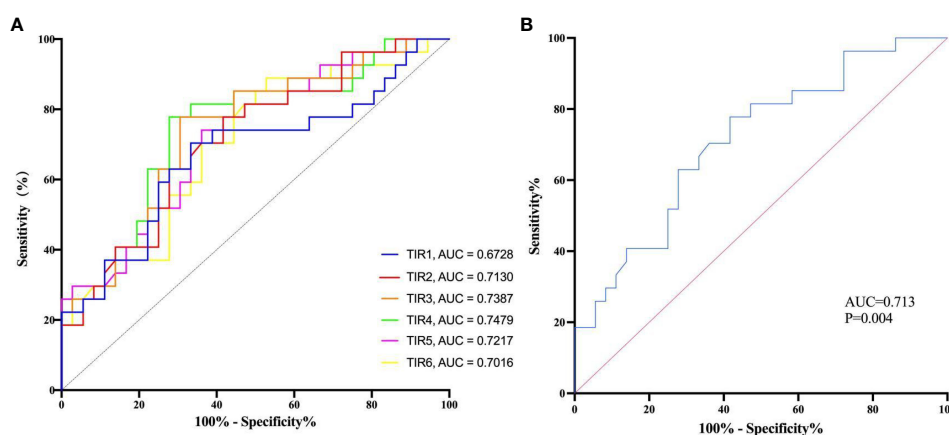 A
100
80
60
40
20
0
Sensitivity（%）
0
20
40
60
80
100
100% - Specificity%
TIR1, AUC = 0.6728
TIR2, AUC = 0.7130
TIR3, AUC = 0.7387
TIR4, AUC = 0.7479
TIR5, AUC = 0.7217
TIR6, AUC = 0.7016
B
100
80
60
40
20
0
Sensitivity%
0
20
40
60
80
10
100% - Specificity%
AUC=0.713
P=0.004